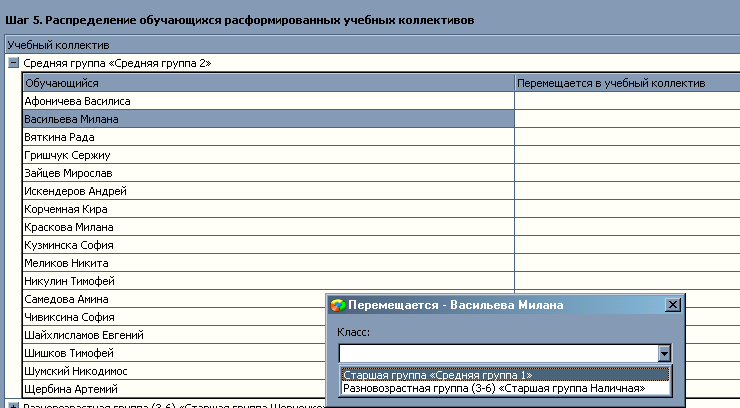 Шаг 5. Распределение обучающихся расформированных учебных коллективов
Учебный коллектив
Средняя группа «Средняя группа 2»
Обучающийся Перемещается в учебный коллектив
Афоничева Василиса
Васильева Милана
Вяткина Рада
Грищук Сержиу
Зайцев Мирослав
Искендеров Андрей
Корчемная Кира
Краскова Милана
Кузминска София
Меликов Никита
Никулин Тимофей
Самедова Амина
Чивиксина София
Шайхлисламов Евгений
Шишков Тимофей
Шумский Никодимос
Щербина Артемий
Перемещается - Васильева Милана
Класс:
Старшая группа «Средняя группа 1»
Разновозрастная группа (3-6) «Старшая группа Наличная»
Разновозрастная группа (3-6) «Старшая группа